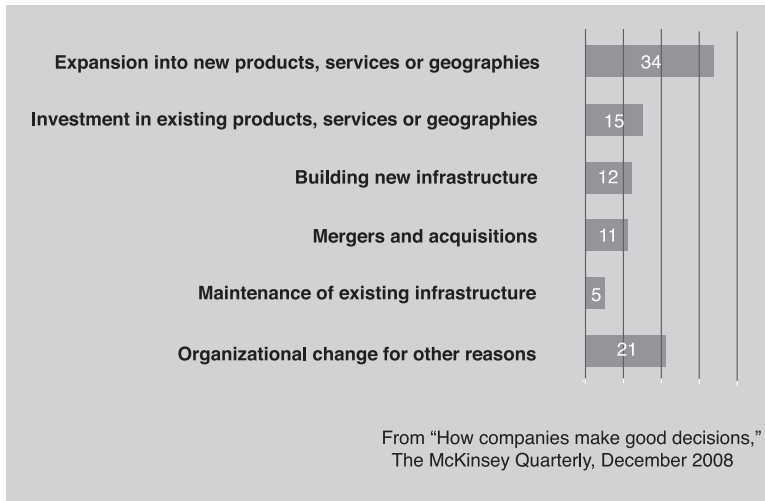 Expansion into new products, services or geographies 34
Investment in existing products, services or geographies 15
Building new infrastructure 12
Mergers and acquisitions 11
Maintenance of existing infrastructure 5
Organizational change for other reasons 21
From “How companies make good decisions,”
The McKinsey Quarterly, December 2008